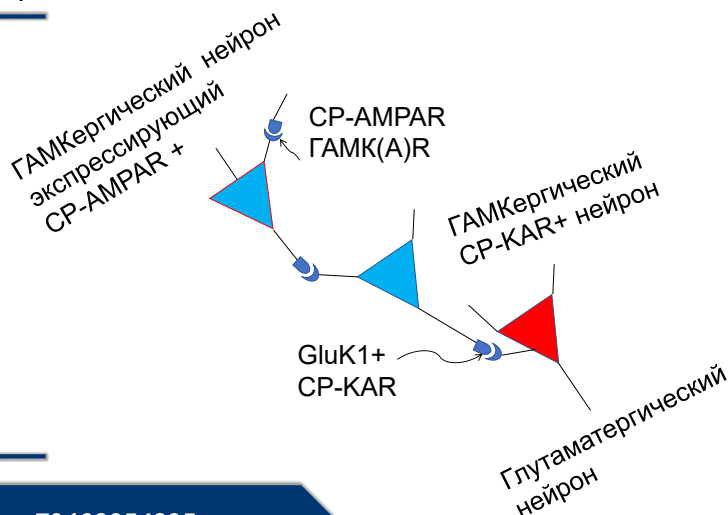 ГАМКергический нейрон
экспрессирующий
CP-AMPAR +
CP-AMPAR
ГАМК(А)R
ГАМКергический
CP-KAR+ нейрон
GluK1+
CP-KAR
Глутаматергический
нейрон